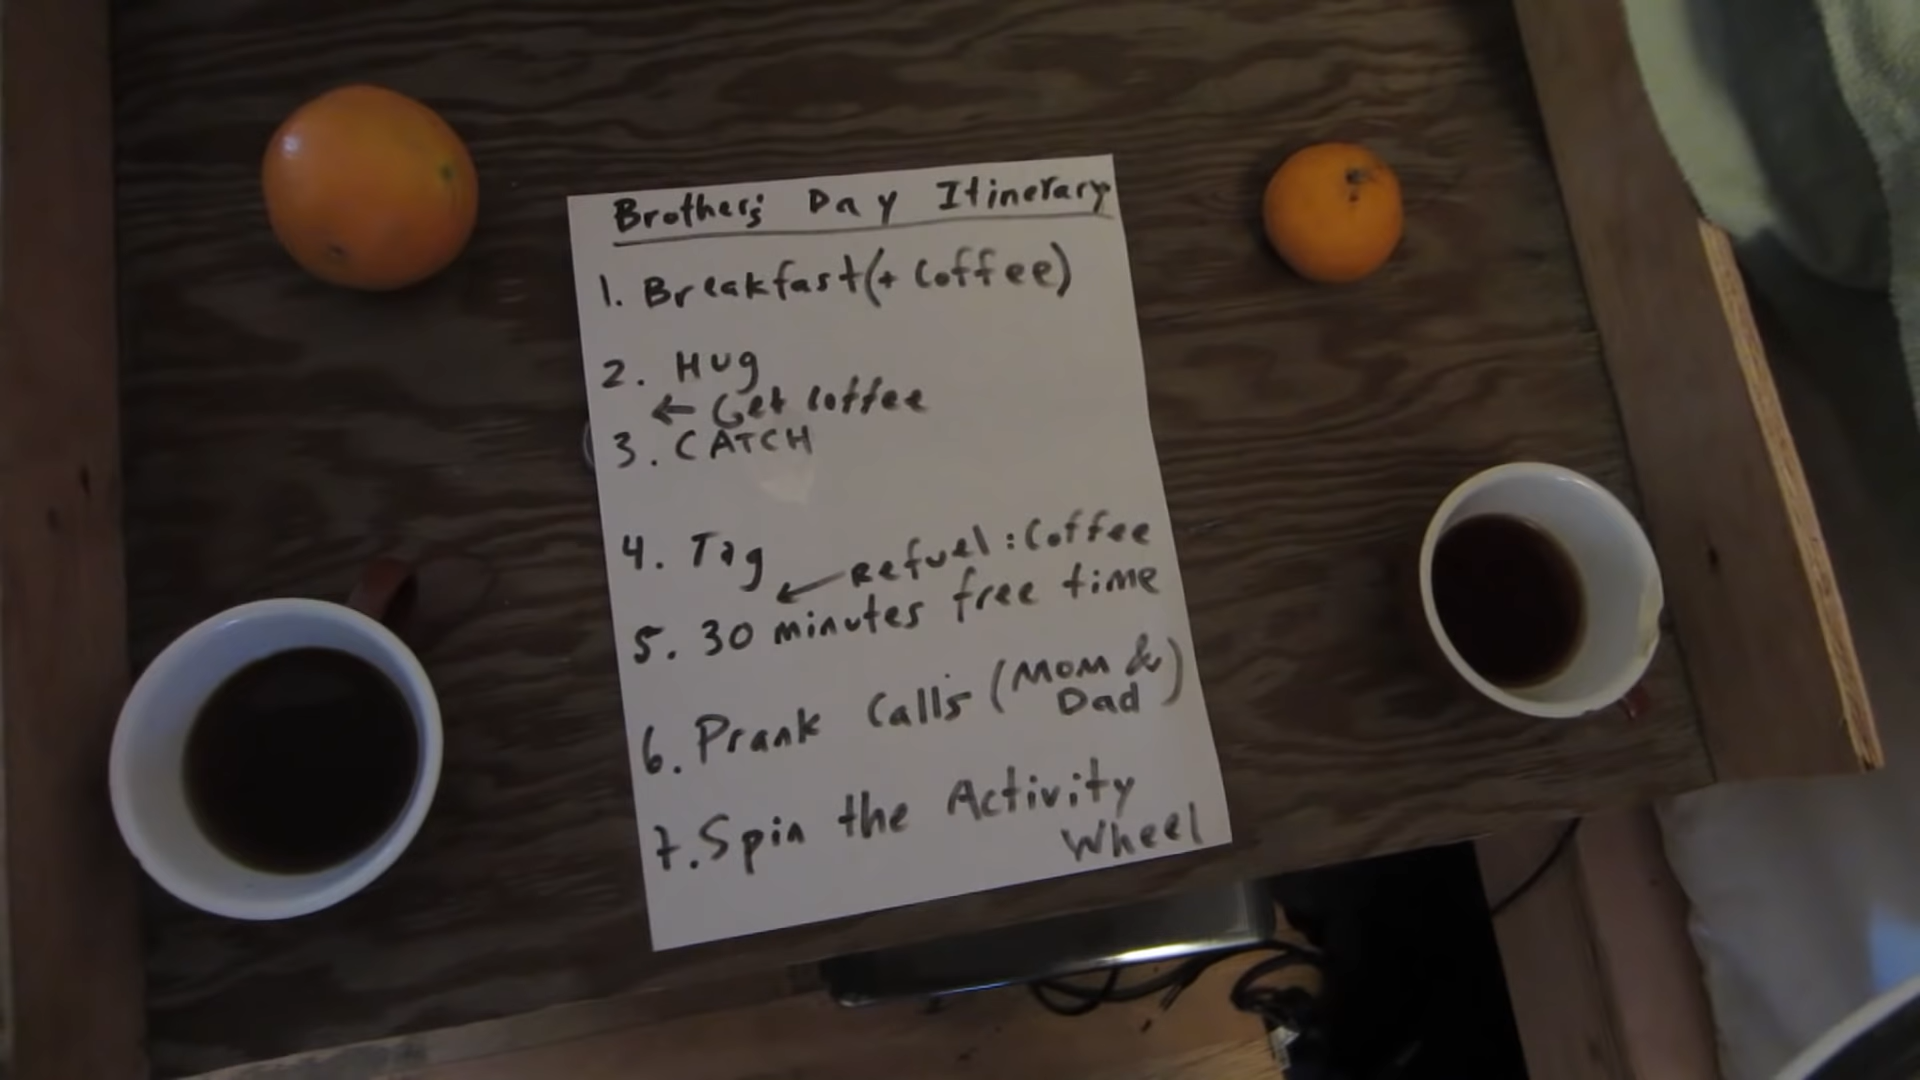 Brothers Day Itinerary
1. Breakfast (+ Coffee)
2. Hug
← Get coffee
3. CATCH
4. Tag
← Refuel: Coffee
5. 30 minutes free time
6. Prank Calls (Mom &
Dad)
7. Spin the Activity
Wheel